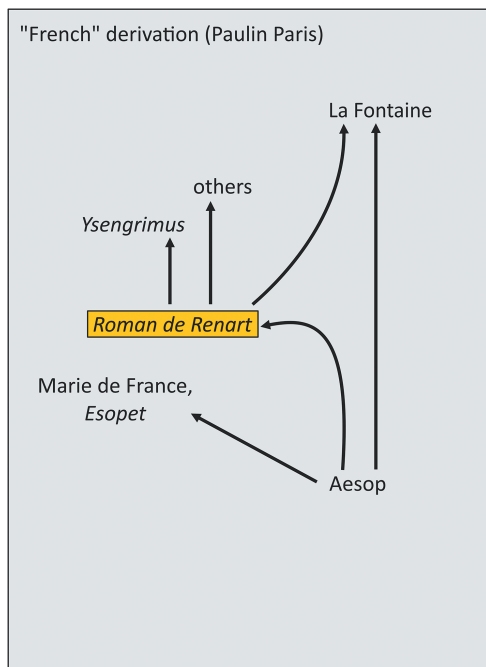 "French" derivation (Paulin Paris)
La Fontaine
others
Ysengrimus
Roman de Renart
Marie de France,
Esopet
Aesop